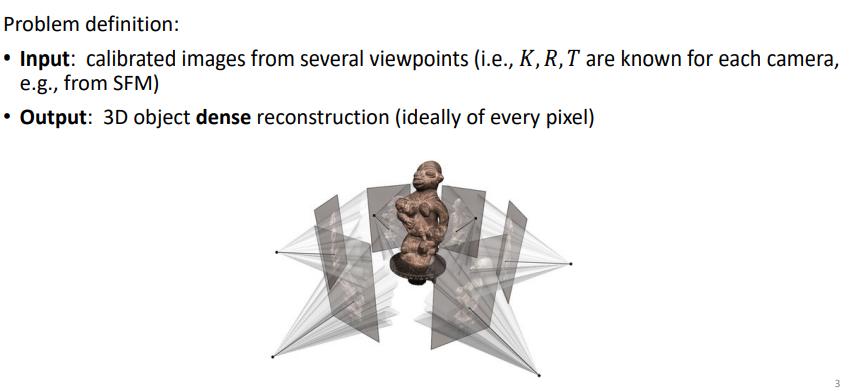 Problem definition:
• Input: calibrated images from several viewpoints (i.e., K, R, T are known for each camera,
e.g., from SFM)
• Output: 3D object dense reconstruction (ideally of every pixel)
3